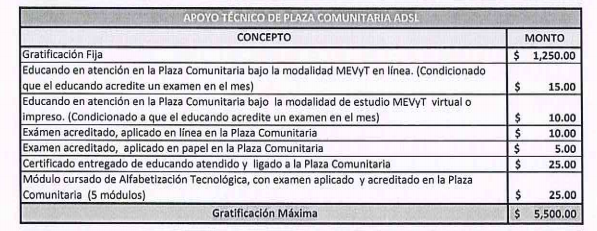 APOYO TÉCNICO DE PLAZA COMUNITARIA ADSL
CONCEPTO MONTO
Gratificación Fija $ 1,250.00
Educando en atención en la Plaza Comunitaria bajo la modalidad MEVyT en línea. (Condicionado
que el educando acredite un examen en el mes) $ 15.00
Educando en atención en la Plaza Comunitaria bajo la modalidad de estudio MEVyT virtual o
impreso. (Condicionado a que el educando acredite un examen en el mes) $ 10.00
Exámen acreditado, aplicado en línea en la Plaza Comunitaria $ 10.00
Examen acreditado, aplicado en papel en la Plaza Comunitaria $ 5.00
Certificado entregado de educando atendido y ligado a la Plaza Comunitaria $ 25.00
Módulo cursado de Alfabetización Tecnológica, con examen aplicado y acreditado en la Plaza
Comunitaria (5 módulos) $ 25.00
Gratificación Máxima $ 5,500.00